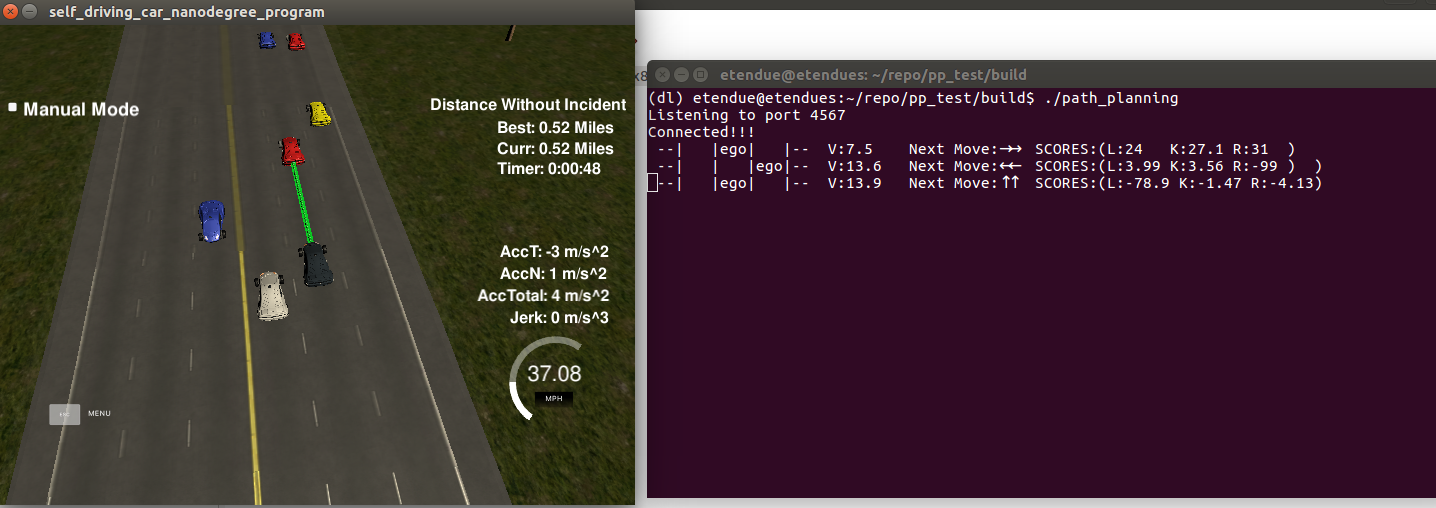 self_driving_car_nanodegree_program
Manual Mode
Distance Without Incident
Best: 0.52 Miles
Curr: 0.52 Miles
Timer: 0:00:48
AccT: -3 m/s^2
AccN: 1 m/s^2
AccTotal: 4 m/s^2
Jerk: 0 m/s^3
37.08
MPH
MENU
x8
etendue@etendues: ~/repo/pp_test/build
(dl) etendue@etendues:~/repo/pp_test/build$ ./path_planning
Listening to port 4567
Connected!!!
--|   |ego|   |--  V:7.5    Next Move:→→  SCORES:(L:24   K:27.1 R:31  )
--|   |   |ego|--  V:13.6   Next Move:←←  SCORES:(L:3.99 K:3.56 R:-99 )  )
--|   |ego|   |--  V:13.9   Next Move:↑↑  SCORES:(L:-78.9 K:-1.47 R:-4.13)